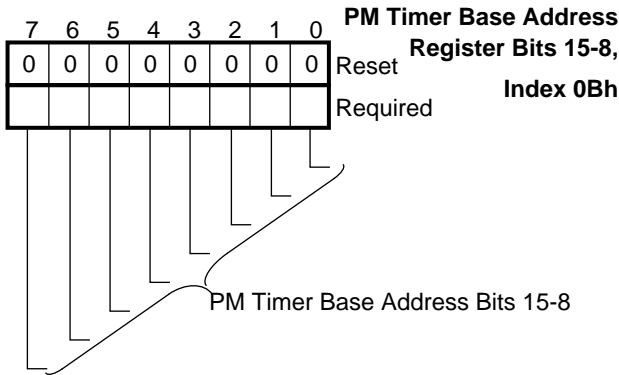 PM Timer Base Address
Register Bits 15-8,
Index 0Bh
7 6 5 4 3 2 1 0
0 0 0 0 0 0 0 0 Reset
Required
PM Timer Base Address Bits 15-8